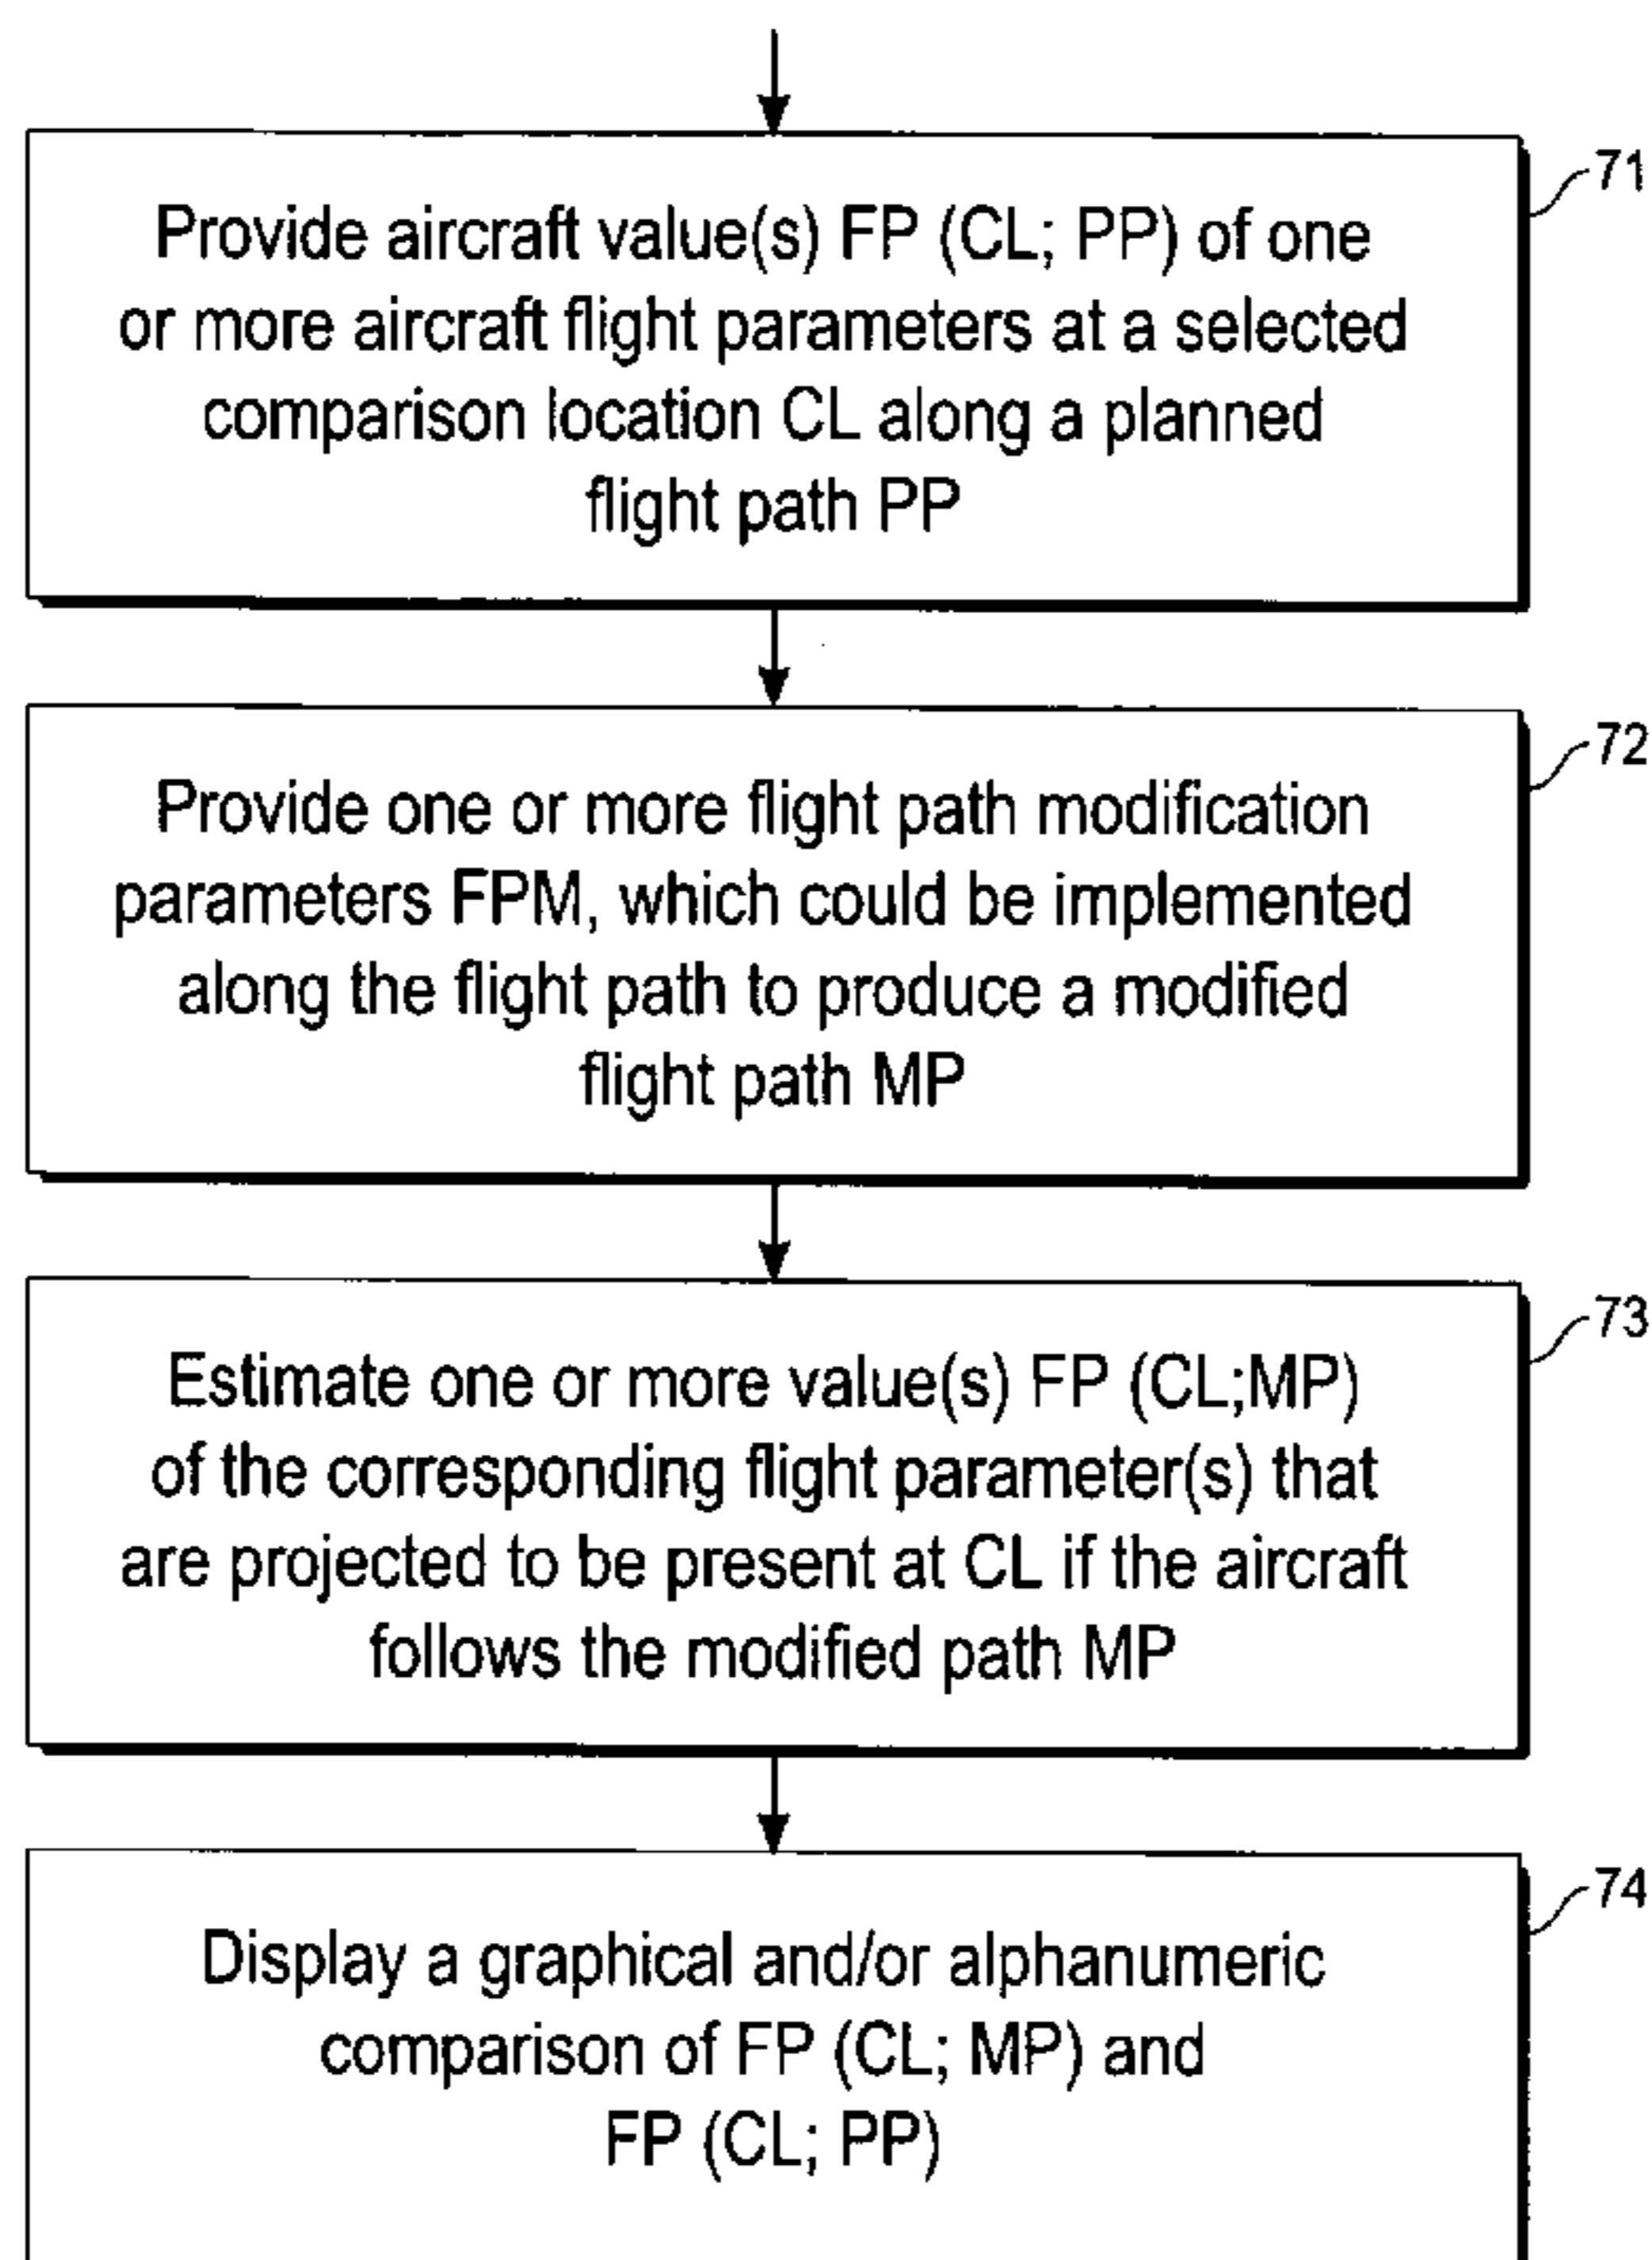 Provide aircraft value(s) FP (CL; PP) of one
or more aircraft flight parameters at a selected
comparison location CL along a planned
flight path PP
71
Provide one or more flight path modification
parameters FPM, which could be implemented
along the flight path to produce a modified
flight path MP
72
Estimate one or more value(s) FP (CL;MP)
of the corresponding flight parameter(s) that
are projected to be present at CL if the aircraft
follows the modified path MP
73
Display a graphical and/or alphanumeric
comparison of FP (CL; MP) and
FP (CL; PP)
74